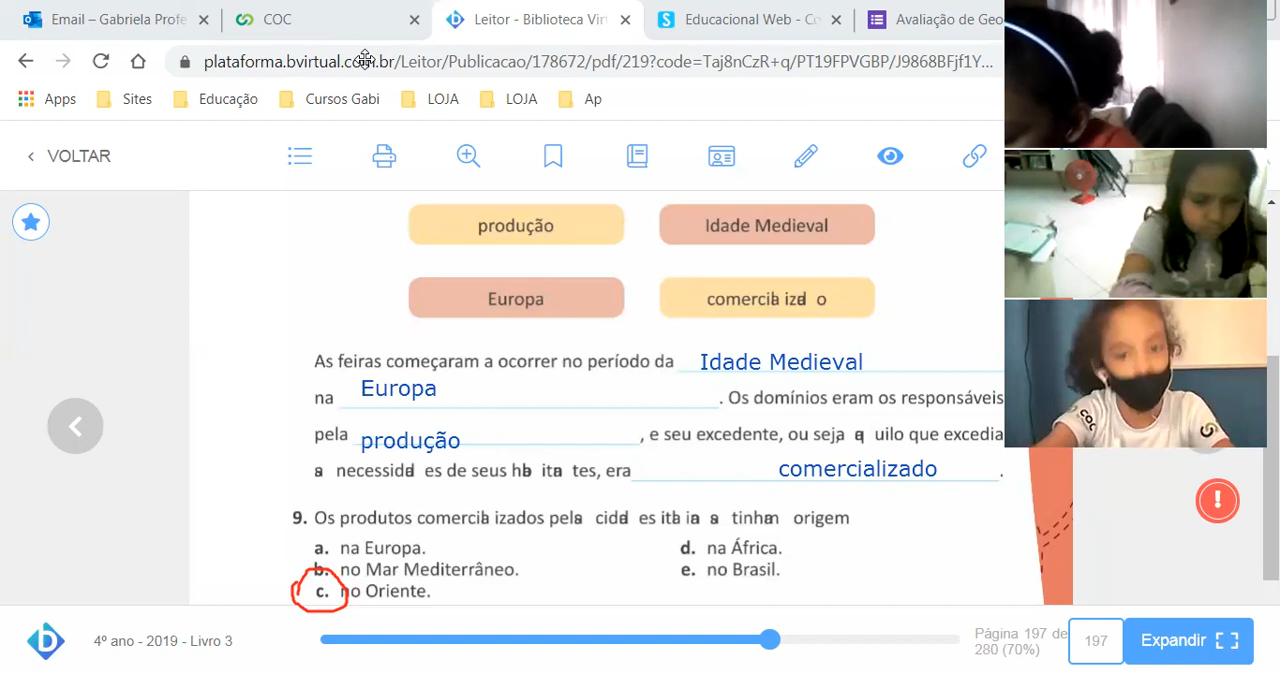 Email – Gabriela Profe
COC
Leitor - Biblioteca Vir
Educacional Web - Co
Avaliação de Geo
plataforma.bvirtual.com.br/Leitor/Publicacao/178672/pdf/219?code=Taj8nCzR+q/PT19FPVGBP/J9868BFjf1Y...
Apps Sites Educação Cursos Gabi LOJA LOJA Ap
VOLTAR
produção Idade Medieval
Europa comercializado
As feiras começaram a ocorrer no período da Idade Medieval
na Europa . Os domínios eram os responsáveis
pela produção , e seu excedente, ou seja, aquilo que excedia
as necessidades de seus habitantes, era comercializado .
9. Os produtos comercializados pelas cidades italianas tinham origem
a. na Europa. d. na África.
b. no Mar Mediterrâneo. e. no Brasil.
c. no Oriente.
coc
4º ano - 2019 - Livro 3
Página 197 de
280 (70%)
197
Expandir